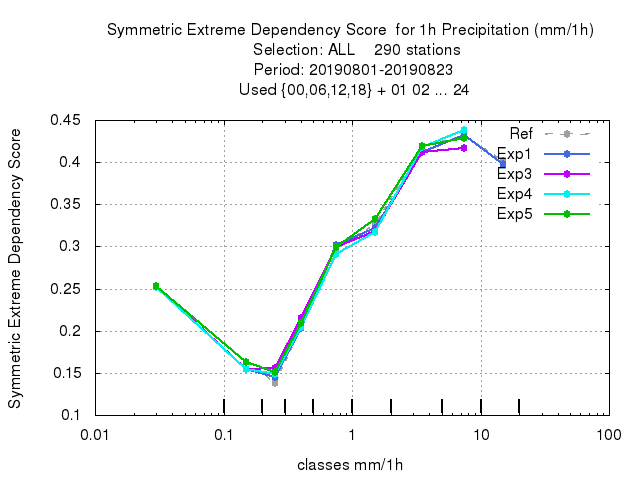 Symmetric Extreme Dependency Score  for 1h Precipitation (mm/1h)
Selection: ALL    290 stations
Period: 20190801-20190823
Used {00,06,12,18} + 01 02 ... 24
Symmetric Extreme Dependency Score
0.45
0.4
0.35
0.3
0.25
0.2
0.15
0.1
Ref
Exp1
Exp3
Exp4
Exp5
0.01
0.1
1
10
100
classes mm/1h